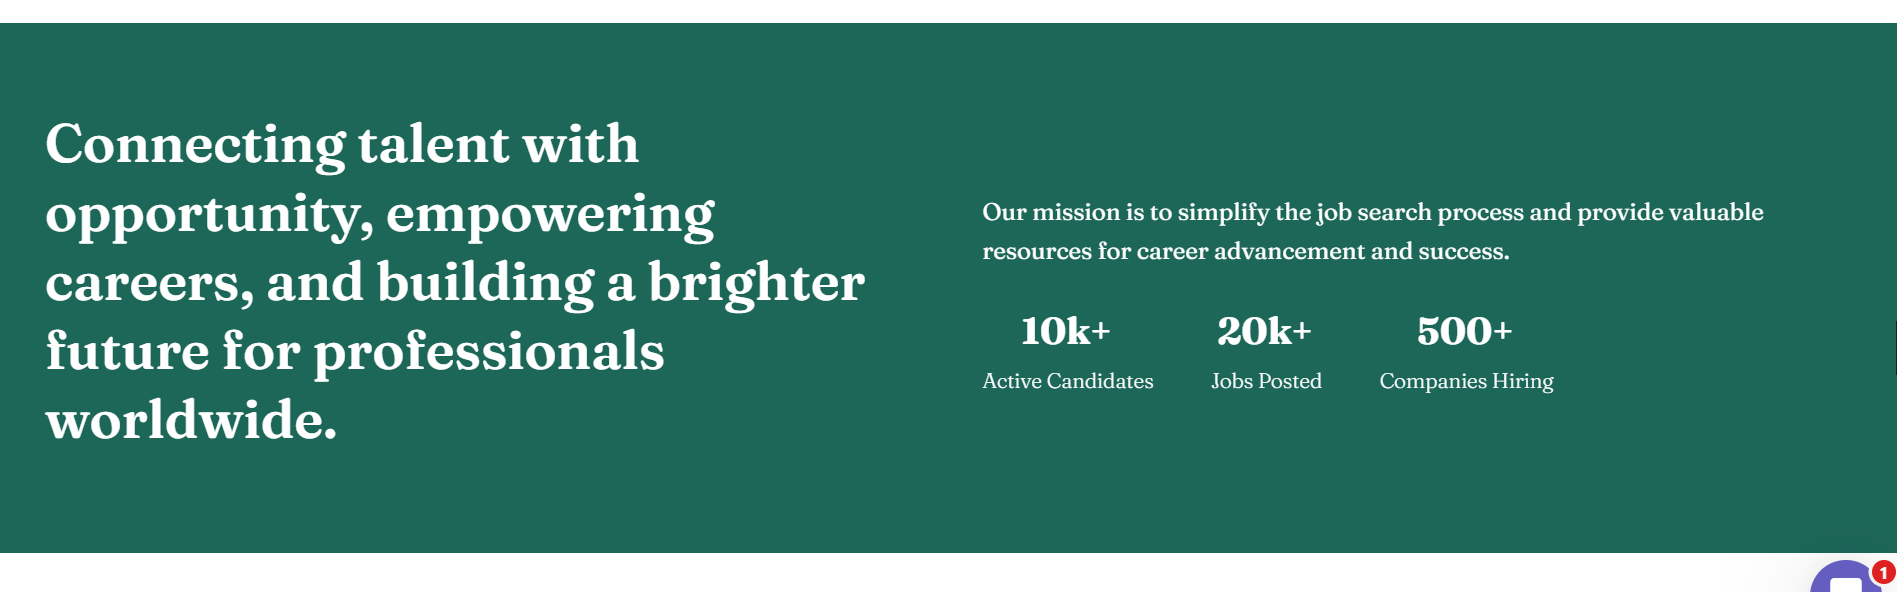 Connecting talent with
opportunity, empowering
careers, and building a brighter
future for professionals
worldwide.
Our mission is to simplify the job search process and provide valuable
resources for career advancement and success.
10k+
Active Candidates
20k+
Jobs Posted
500+
Companies Hiring
1